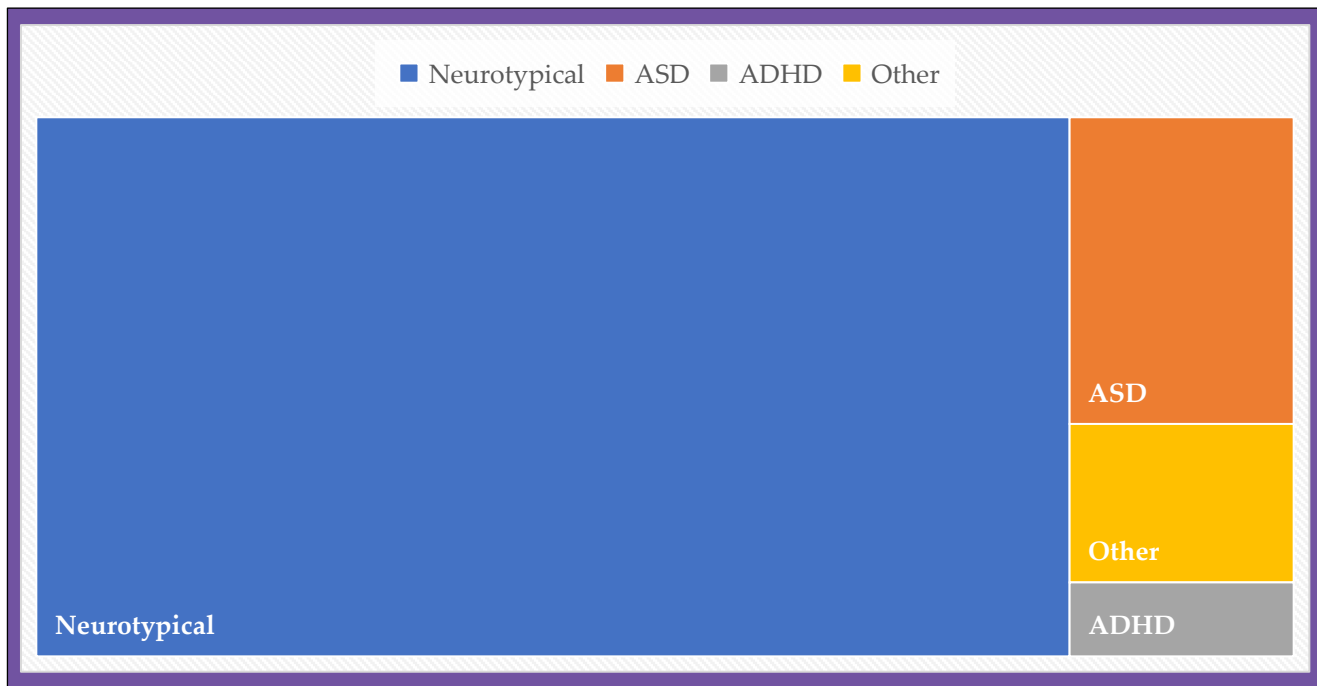 Neurotypical ASD ADHD Other
ASD
Other
Neurotypical
ADHD